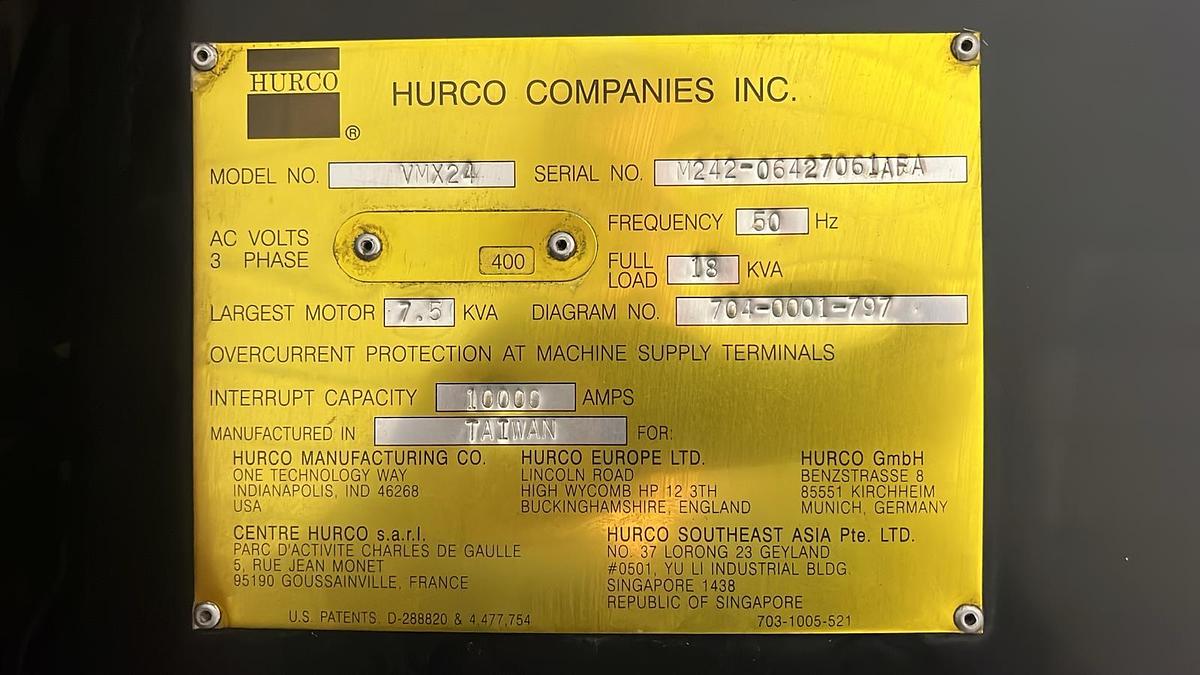 HURCO
®
HURCO COMPANIES INC.
MODEL NO. VMX24 SERIAL NO. M242-06427061ABA
AC VOLTS
3 PHASE 400
FREQUENCY 50 Hz
FULL
LOAD 18 KVA
LARGEST MOTOR 7.5 KVA DIAGRAM NO. 704-0001-797
OVERCURRENT PROTECTION AT MACHINE SUPPLY TERMINALS
INTERRUPT CAPACITY 10000 AMPS
MANUFACTURED IN TAIWAN FOR:
HURCO MANUFACTURING CO.
ONE TECHNOLOGY WAY
INDIANAPOLIS, IND 46268
USA
HURCO EUROPE LTD.
LINCOLN ROAD
HIGH WYCOMB HP 12 3TH
BUCKINGHAMSHIRE, ENGLAND
HURCO GmbH
BENZSTRASSE 8
85551 KIRCHHEIM
MUNICH, GERMANY
CENTRE HURCO s.a.r.l.
PARC D'ACTIVITE CHARLES DE GAULLE
5, RUE JEAN MONET
95190 GOUSSAINVILLE, FRANCE
HURCO SOUTHEAST ASIA Pte. LTD.
NO. 37 LORONG 23 GEYLAND
#0501, YU LI INDUSTRIAL BLDG.
SINGAPORE 1438
REPUBLIC OF SINGAPORE
U.S. PATENTS. D-288820 & 4,477,754
703-1005-521